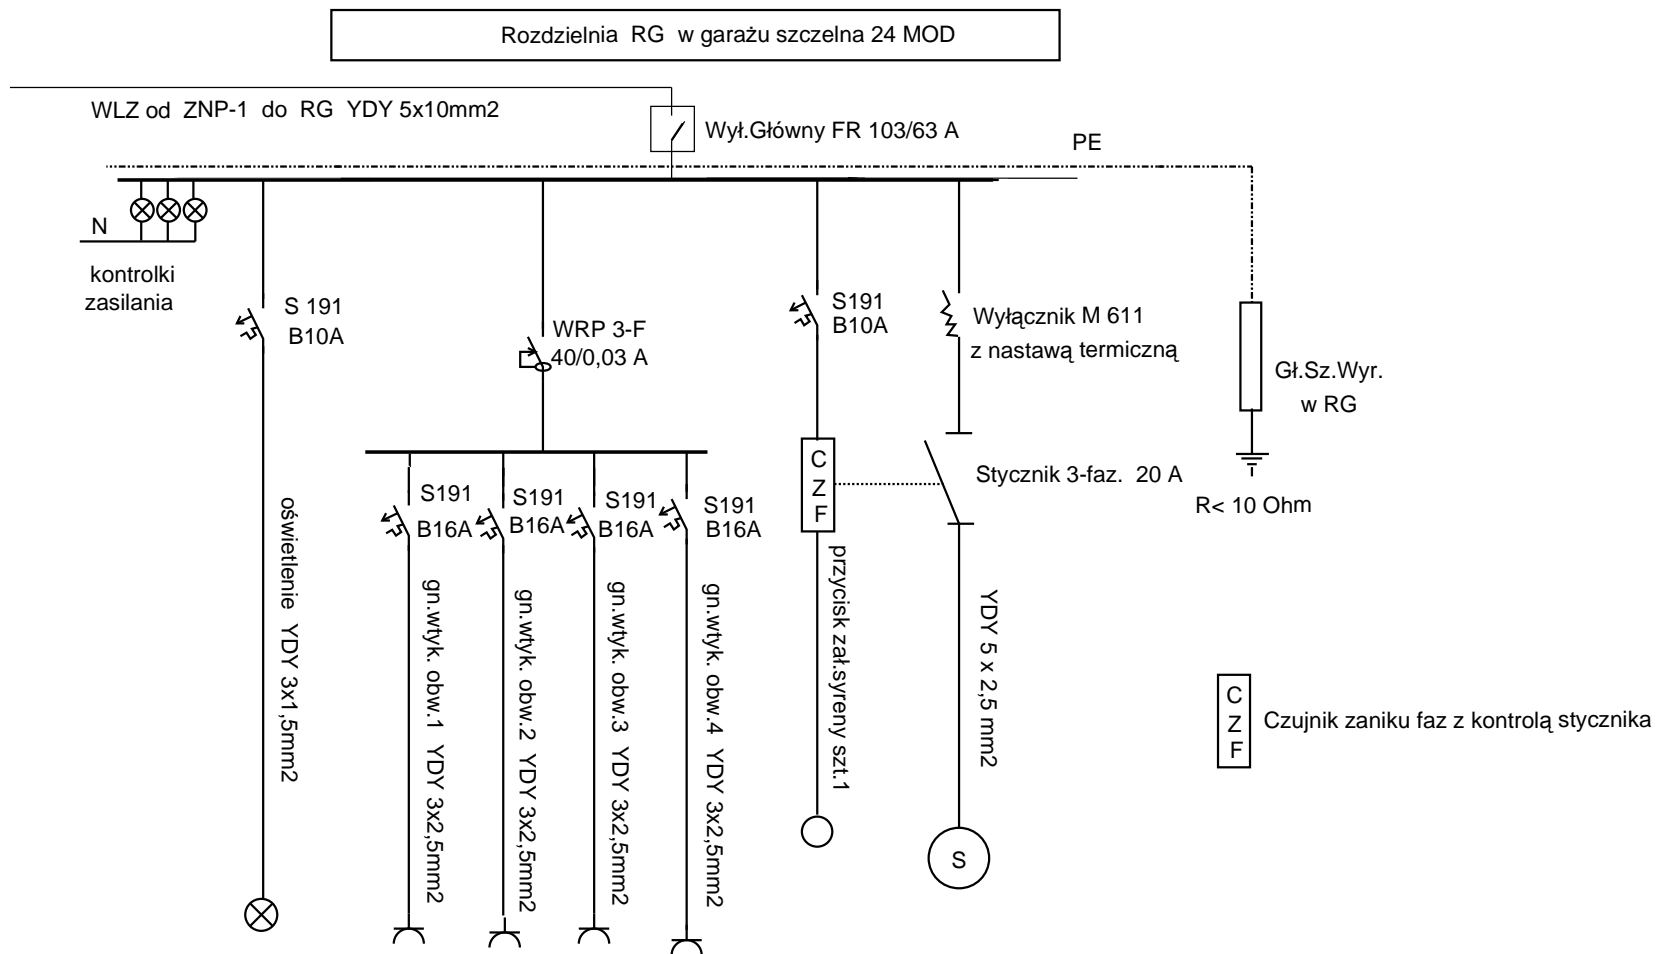 Rozdzielnia RG w garażu szczelna 24 MOD
WLZ od ZNP-1 do RG YDY 5x10mm2
Wył.Główny FR 103/63 A
PE
N
kontrolki
zasilania
S 191
B10A
WRP 3-F
40/0,03 A
S191
B10A
Wyłącznik M 611
z nastawą termiczną
Gł.Sz.Wyr.
w RG
R< 10 Ohm
C
Z
F
Stycznik 3-faz. 20 A
S191
B16A
S191
B16A
S191
B16A
S191
B16A
oświetlenie YDY 3x1,5mm2
gn.wtyk. obw.1 YDY 3x2,5mm2
gn.wtyk. obw.2 YDY 3x2,5mm2
gn.wtyk. obw.3 YDY 3x2,5mm2
gn.wtyk. obw.4 YDY 3x2,5mm2
przycisk zał.syreny szt.1
YDY 5 x 2,5 mm2
S
C
Z
F
Czujnik zaniku faz z kontrolą stycznika